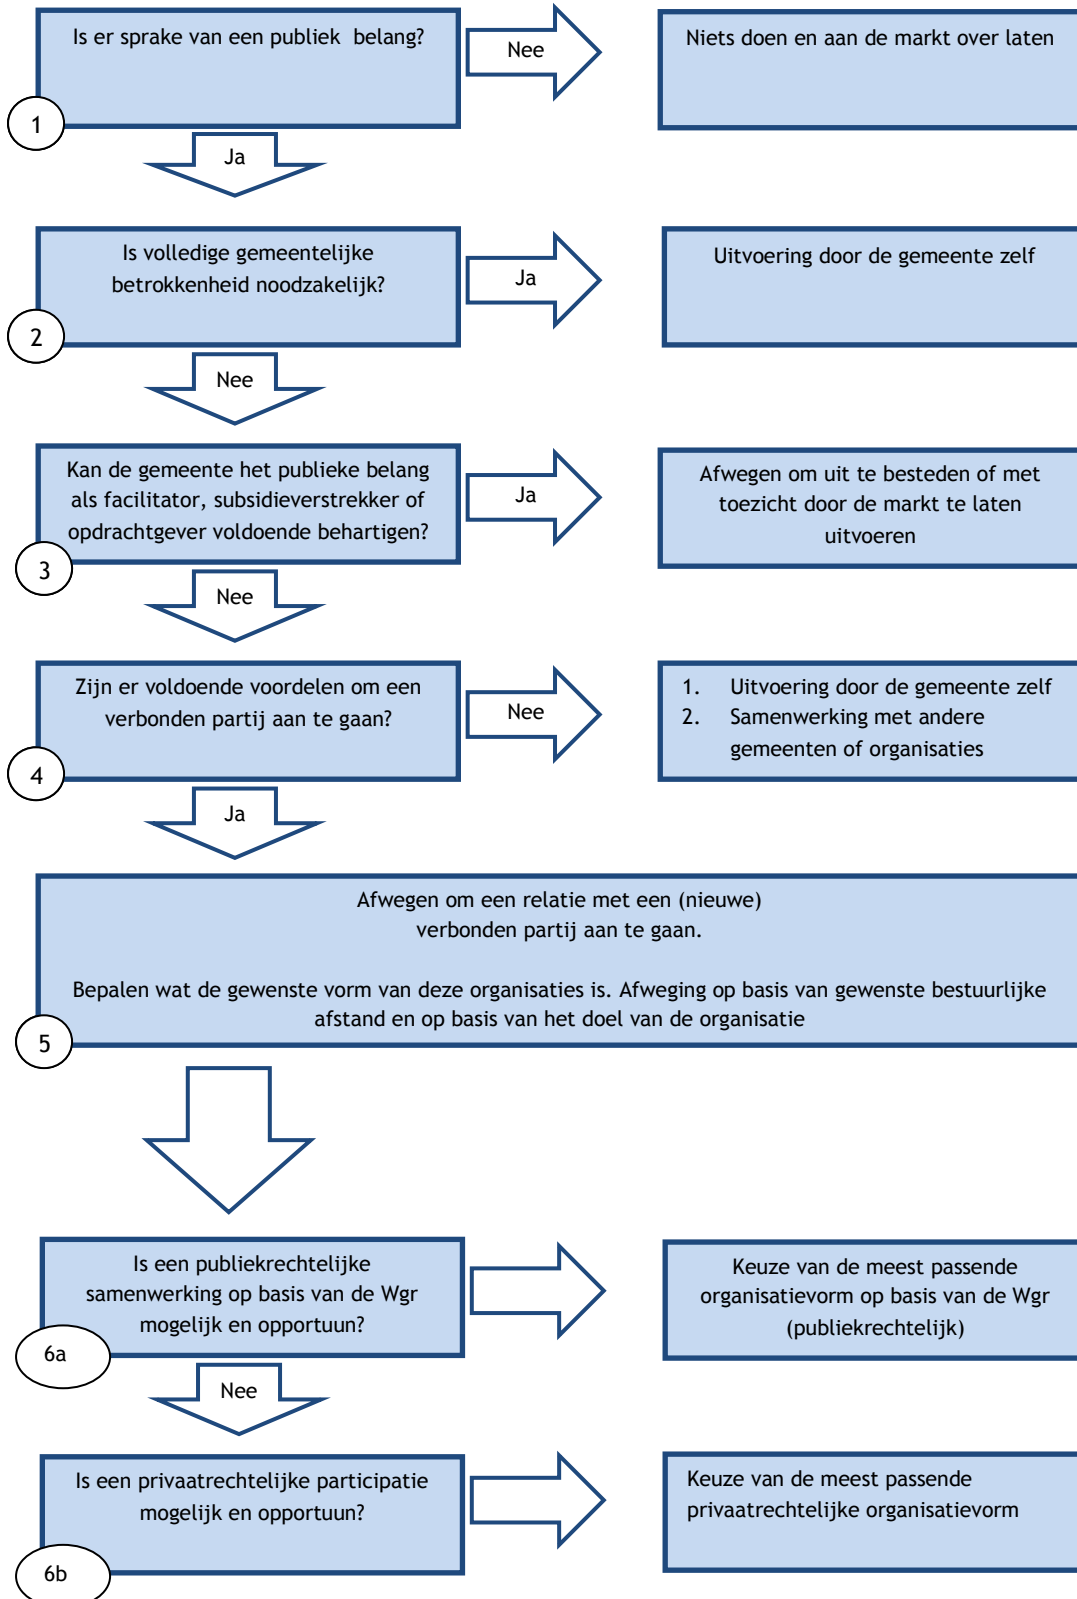 Is er sprake van een publiek belang?
Nee
Niets doen en aan de markt over laten
1
Ja
Is volledige gemeentelijke
betrokkenheid noodzakelijk?
Ja
Uitvoering door de gemeente zelf
2
Nee
Kan de gemeente het publieke belang
als facilitator, subsidieverstrekker of
opdrachtgever voldoende behartigen?
Ja
Afwegen om uit te besteden of met
toezicht door de markt te laten
uitvoeren
3
Nee
Zijn er voldoende voordelen om een
verbonden partij aan te gaan?
Nee
1. Uitvoering door de gemeente zelf
2. Samenwerking met andere
gemeenten of organisaties
4
Ja
Afwegen om een relatie met een (nieuwe)
verbonden partij aan te gaan.
Bepalen wat de gewenste vorm van deze organisaties is. Afweging op basis van gewenste bestuurlijke
afstand en op basis van het doel van de organisatie
5
Is een publiekrechtelijke
samenwerking op basis van de Wgr
mogelijk en opportuun?
Keuze van de meest passende
organisatievorm op basis van de Wgr
(publiekrechtelijk)
6a
Nee
Is een privaatrechtelijke participatie
mogelijk en opportuun?
Keuze van de meest passende
privaatrechtelijke organisatievorm
6b